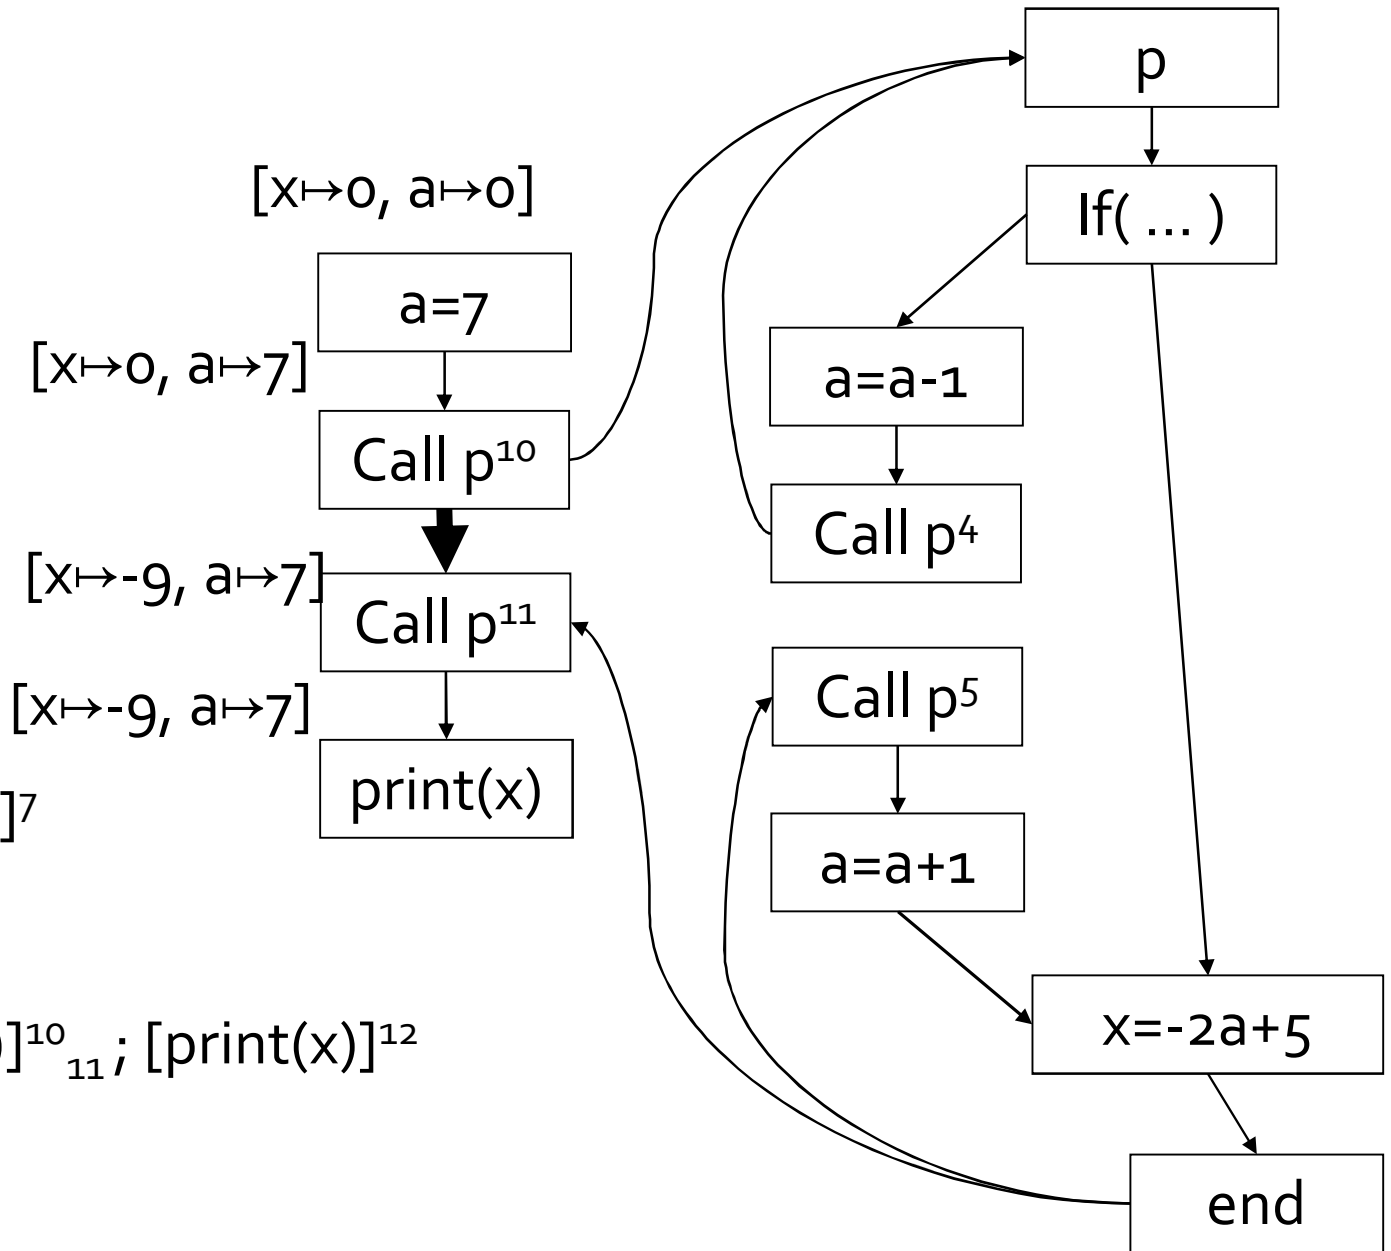 p
[x↦0, a↦0]
If( ... )
a=7
[x↦0, a↦7]
a=a-1
Call p¹⁰
Call p⁴
[x↦-9, a↦7]
Call p¹¹
Call p⁵
[x↦-9, a↦7]
print(x)
]⁷
a=a+1
x=-2a+5
)]¹⁰₁₁; [print(x)]¹²
end